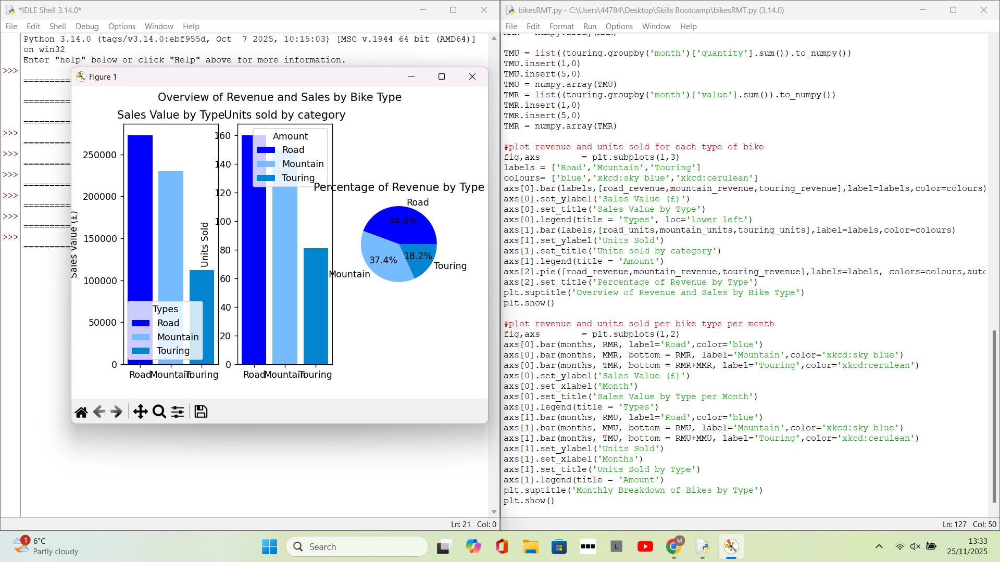 *IDLE Shell 3.14.0*
File Edit Shell Debug Options Window Help
Python 3.14.0 (tags/v3.14.0:ebf955d, Oct  7 2025, 10:15:03) [MSC v.1944 64 bit (AMD64)]
on win32
Enter "help" below or click "Help" above for more information.
>>>
===========
===========
===========
>>>
===========
>>>
===========
>>>
===========
>>>
===========
>>>
===========
>>>
===========
Ln: 21 Col: 0
Figure 1
Overview of Revenue and Sales by Bike Type
Sales Value by Type
Sales Value (£)
250000
200000
150000
100000
50000
0
Types
Road
Mountain
Touring
Road Mountain Touring
Units sold by category
Units Sold
160
140
120
100
80
60
40
20
0
Amount
Road
Mountain
Touring
Road Mountain Touring
Percentage of Revenue by Type
Road
44.4%
37.4%
18.2%
Mountain
Touring
bikesRMT.py - C:\Users\44784\Desktop\Skills Bootcamp\bikesRMT.py (3.14.0)
File Edit Format Run Options Window Help
TMU = list((touring.groupby('month')['quantity'].sum()).to_numpy())
TMU.insert(1,0)
TMU.insert(5,0)
TMU = numpy.array(TMU)
TMR = list((touring.groupby('month')['value'].sum()).to_numpy())
TMR.insert(1,0)
TMR.insert(5,0)
TMR = numpy.array(TMR)
#plot revenue and units sold for each type of bike
fig,axs        = plt.subplots(1,3)
labels = ['Road','Mountain','Touring']
colours= ['blue','xkcd:sky blue','xkcd:cerulean']
axs[0].bar(labels,[road_revenue,mountain_revenue,touring_revenue],label=labels,color=colours)
axs[0].set_ylabel('Sales Value (£)')
axs[0].set_title('Sales Value by Type')
axs[0].legend(title = 'Types', loc='lower left')
axs[1].bar(labels,[road_units,mountain_units,touring_units],label=labels,color=colours)
axs[1].set_ylabel('Units Sold')
axs[1].set_title('Units sold by category')
axs[1].legend(title = 'Amount')
axs[2].pie([road_revenue,mountain_revenue,touring_revenue],labels=labels, colors=colours,auto
axs[2].set_title('Percentage of Revenue by Type')
plt.suptitle('Overview of Revenue and Sales by Bike Type')
plt.show()
#plot revenue and units sold per bike type per month
fig,axs        = plt.subplots(1,2)
axs[0].bar(months, RMR, label='Road',color='blue')
axs[0].bar(months, MMR, bottom = RMR, label='Mountain',color='xkcd:sky blue')
axs[0].bar(months, TMR, bottom = RMR+MMR, label='Touring',color='xkcd:cerulean')
axs[0].set_ylabel('Sales Value (£)')
axs[0].set_xlabel('Month')
axs[0].set_title('Sales Value by Type per Month')
axs[0].legend(title = 'Types')
axs[1].bar(months, RMU, label='Road',color='blue')
axs[1].bar(months, MMU, bottom = RMU, label='Mountain',color='xkcd:sky blue')
axs[1].bar(months, TMU, bottom = RMU+MMU, label='Touring',color='xkcd:cerulean')
axs[1].set_ylabel('Units Sold')
axs[1].set_xlabel('Months')
axs[1].set_title('Units Sold by Type')
axs[1].legend(title = 'Amount')
plt.suptitle('Monthly Breakdown of Bikes by Type')
plt.show()
Ln: 127 Col: 50
1
6°C
Partly cloudy
Search
L
M
13:33
25/11/2025